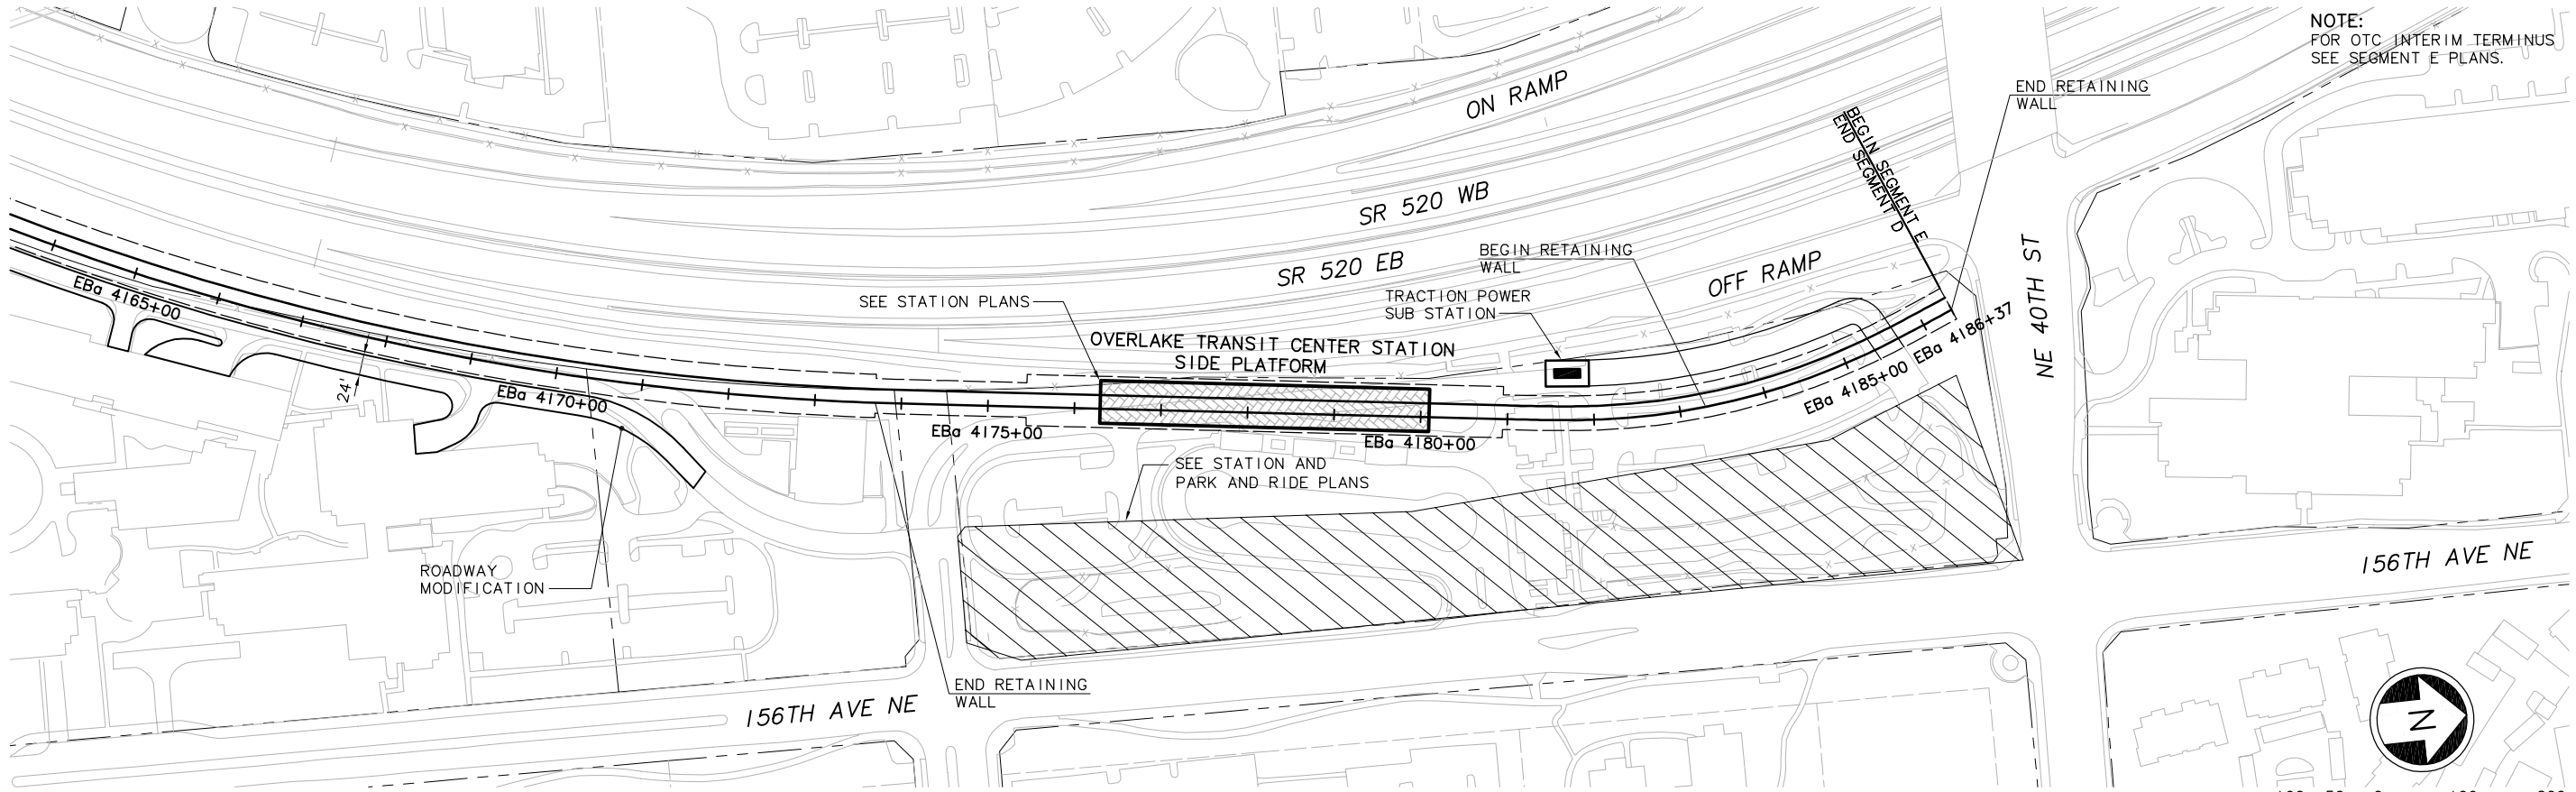 NOTE:
FOR OTC INTERIM TERMINUS
SEE SEGMENT E PLANS.
END RETAINING
WALL
ON RAMP
BEGIN SEGMENT E
END SEGMENT D
SR 520 WB
SR 520 EB
BEGIN RETAINING
WALL
OFF RAMP
NE 40TH ST
SEE STATION PLANS
TRACTION POWER
SUB STATION
EBa 4165+00
OVERLAKE TRANSIT CENTER STATION
SIDE PLATFORM
EBa 4186+37
24'
EBa 4170+00
EBa 4185+00
EBa 4175+00
EBa 4180+00
SEE STATION AND
PARK AND RIDE PLANS
156TH AVE NE
ROADWAY
MODIFICATION
END RETAINING
WALL
156TH AVE NE
N